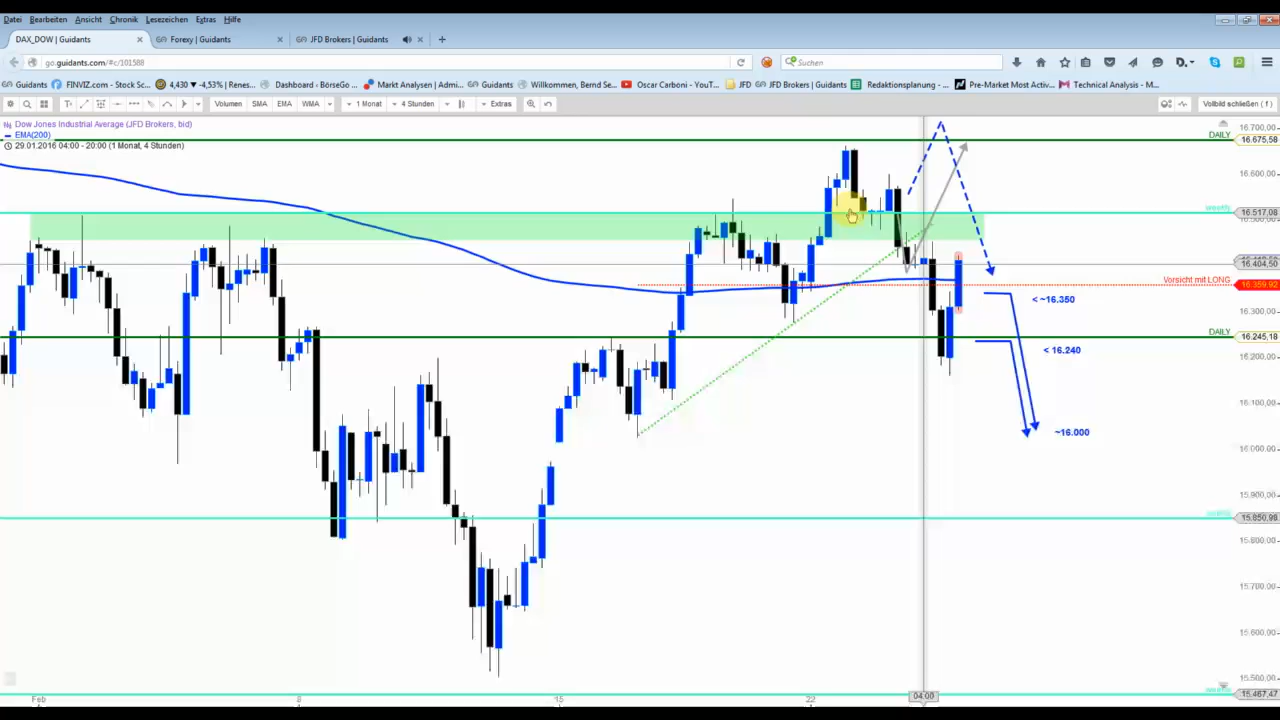 Datei Bearbeiten Ansicht Chronik Lesezeichen Extras Hilfe
DAX_DOW | Guidants × Forexy | Guidants × JFD Brokers | Guidants × +
go.guidants.com/#c/101588 Suchen
Guidants FINVIZ.com - Stock Sc... 4,430 -4,53% | Renes... Dashboard ‹ BörseGo ... Markt Analysen | Admi... Guidants Willkommen, Bernd Se... Oscar Carboni - YouT... JFD JFD Brokers | Guidants Redaktionsplanung - ... Pre-Market Most Activ... Technical Analysis - M...
Volumen SMA EMA WMA 1 Monat 4 Stunden Extras Vollbild schließen ( f )
Dow Jones Industrial Average (JFD Brokers, bid)
EMA(200)
29.01.2016 04:00 - 20:00 (1 Monat, 4 Stunden)
16.700,00
DAILY 16.675,58
16.600,00
weekly 16.517,08
16.404,50
Vorsicht mit LONG 16.359,92
< ~16.350
16.300,00
DAILY 16.245,18
< 16.240
16.200,00
16.100,00
~16.000
16.000,00
15.900,00
15.850,99
15.800,00
15.700,00
15.600,00
15.500,00
15.467,47
Feb 8 15 22 04:00